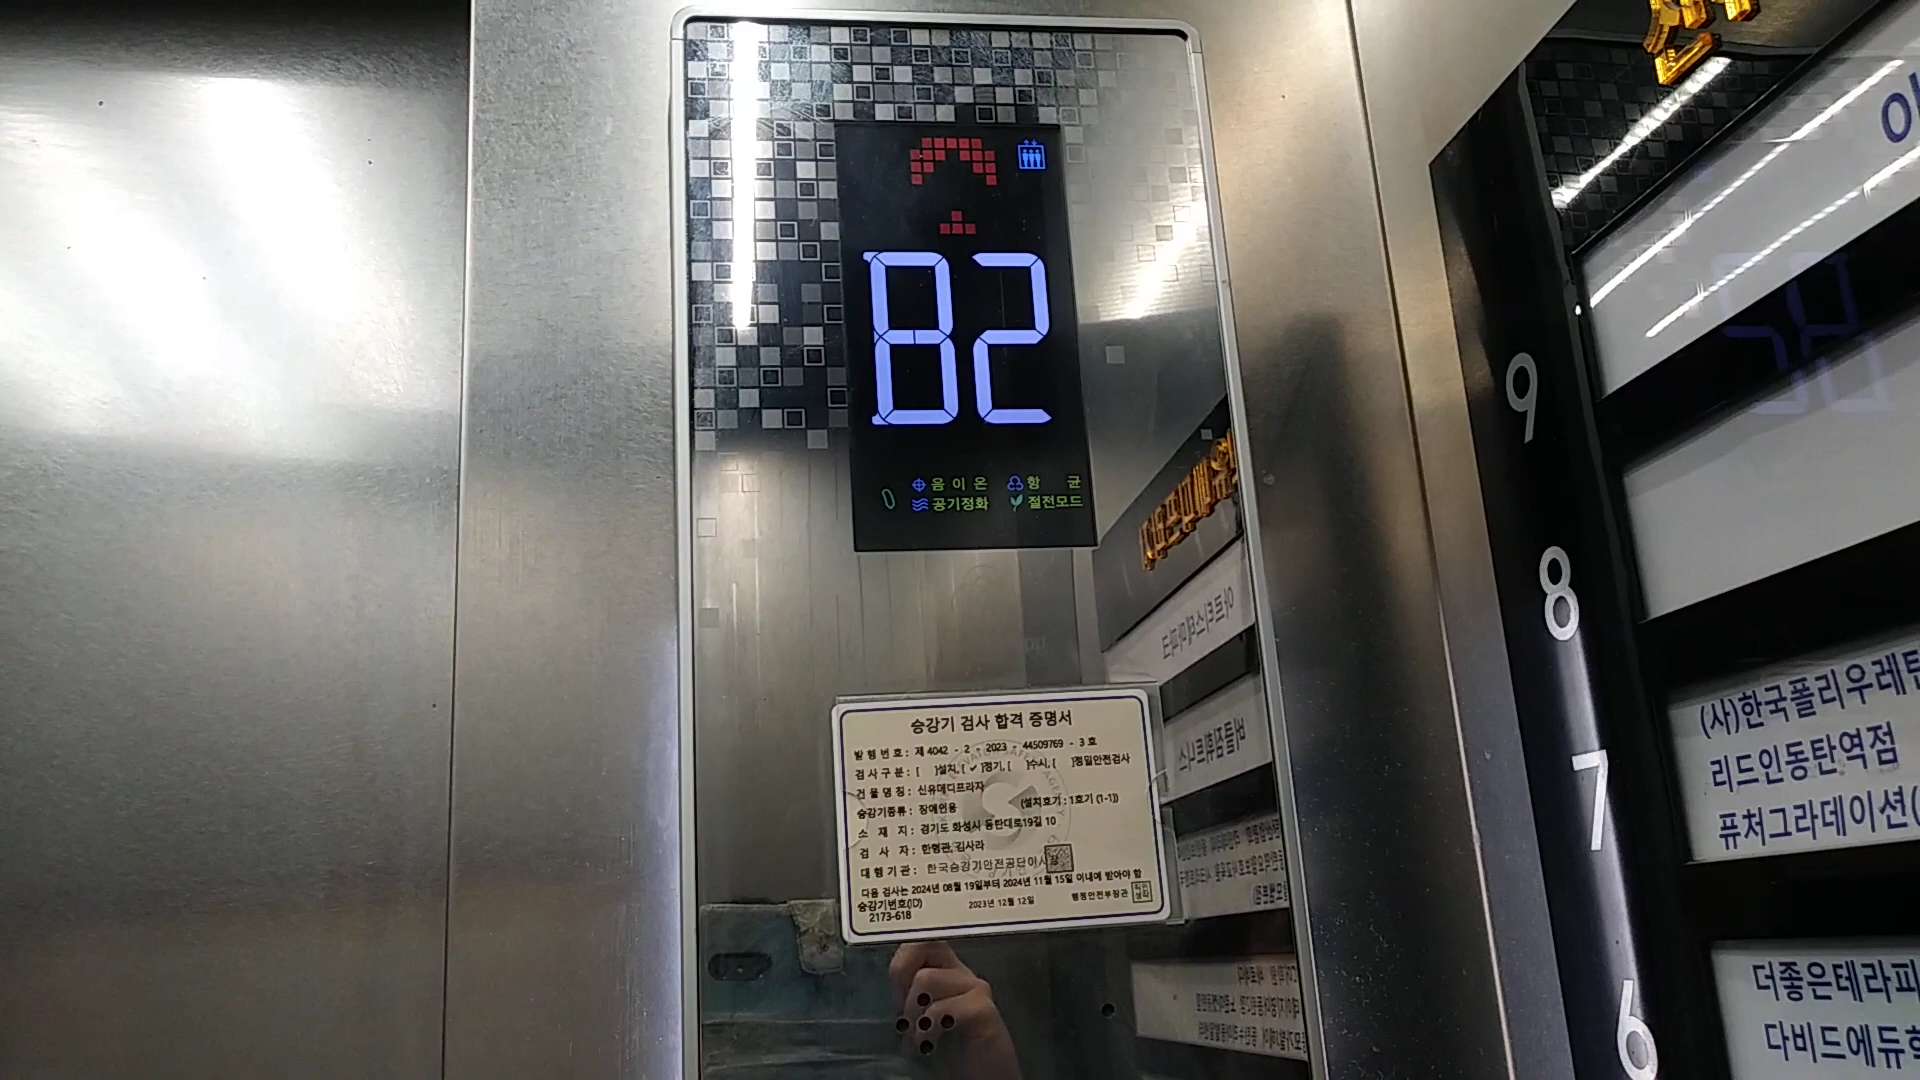 B2
음이온 항균
공기정화 절전모드
승강기 검사 합격 증명서
발행번호: 제 4042 - 2 - 2023 - 44509769 - 3 호
검사구분: [ ]설치, [✓]정기, [ ]수시, [ ]정밀안전검사
건물명칭: 신유메디프라자
승강기종류: 장애인용 (설치호기 : 1호기 (1-1))
소재지: 경기도 화성시 동탄대로19길 10
검사자: 한형관, 김사라
대행기관: 한국승강기안전공단이사장
다음 검사는 2024년 08월 19일부터 2024년 11월 15일 이내에 받아야 함
승강기번호(ID) 2023년 12월 12일 행정안전부장관
2173-618
9
8
(사)한국폴리우레탄
리드인동탄역점
7
퓨처그라데이션(
더좋은테라피
6
다비드에듀학